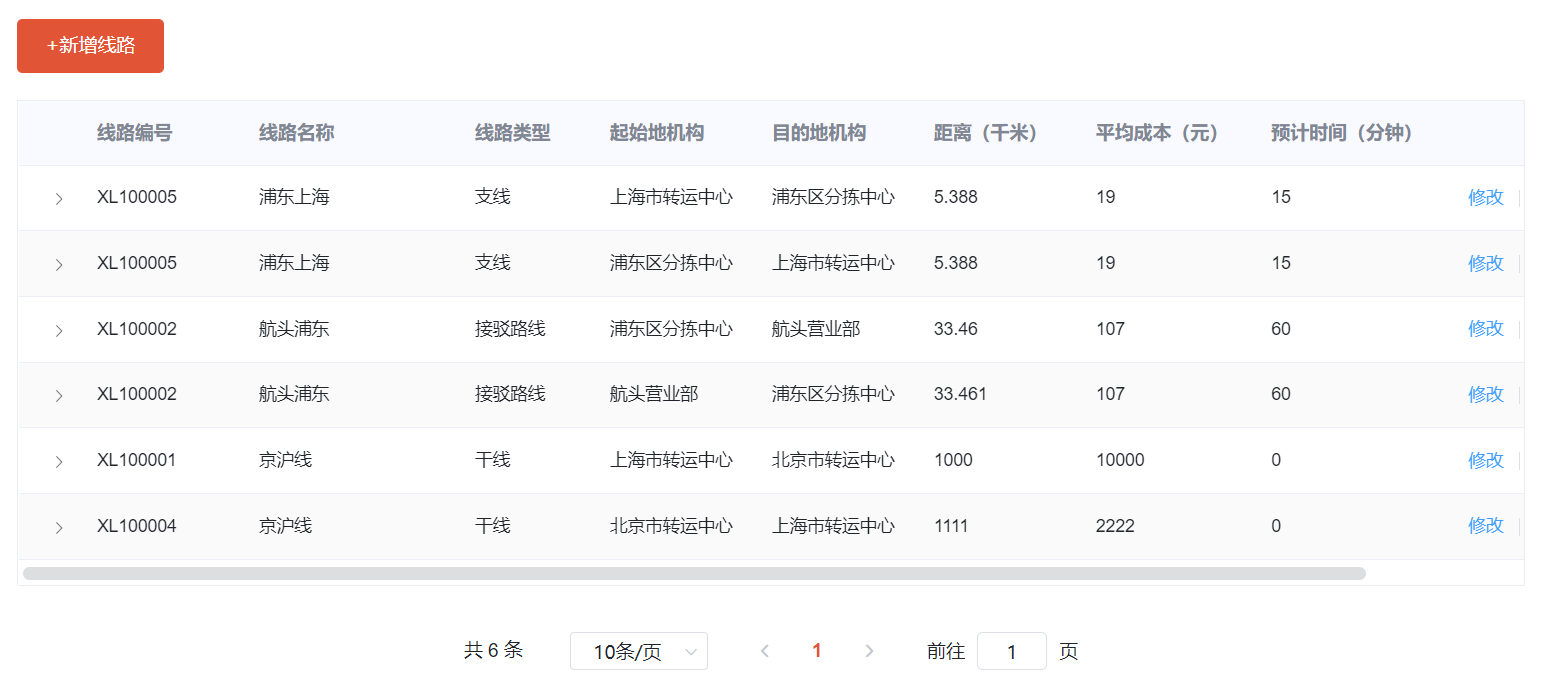 +新增线路
线路编号 线路名称 线路类型 起始地机构 目的地机构 距离（千米） 平均成本（元） 预计时间（分钟）
XL100005 浦东上海 支线 上海市转运中心 浦东区分拣中心 5.388 19 15 修改
XL100005 浦东上海 支线 浦东区分拣中心 上海市转运中心 5.388 19 15 修改
XL100002 航头浦东 接驳路线 浦东区分拣中心 航头营业部 33.46 107 60 修改
XL100002 航头浦东 接驳路线 航头营业部 浦东区分拣中心 33.461 107 60 修改
XL100001 京沪线 干线 上海市转运中心 北京市转运中心 1000 10000 0 修改
XL100004 京沪线 干线 北京市转运中心 上海市转运中心 1111 2222 0 修改
共 6 条 10条/页 1 前往 1 页